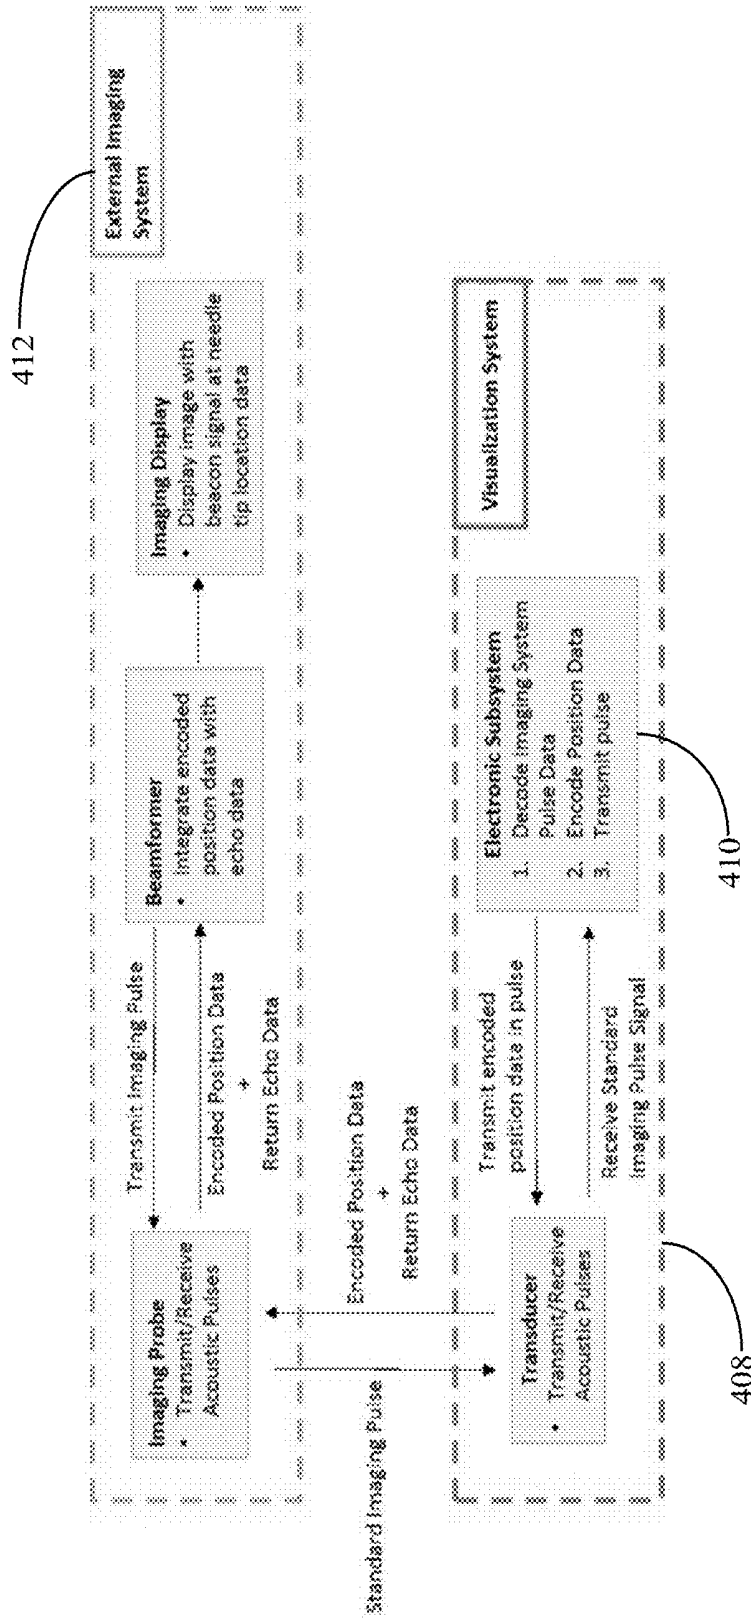 412
External Imaging
System
Imaging Probe
• Transmit/Receive
Acoustic Pulses
Transmit Imaging Pulse
Encoded Position Data
+
Return Echo Data
Beamformer
• Integrate encoded
position data with
echo data
Imaging Display
• Display image with
beacon signal at needle
tip location data
Standard Imaging Pulse
Encoded Position Data
+
Return Echo Data
Visualization System
Transducer
• Transmit/Receive
Acoustic Pulses
Transmit encoded
position data in pulse
Receive Standard
Imaging Pulse Signal
Electronic Subsystem
1. Decode Imaging System
Pulse Data
2. Encode Position Data
3. Transmit pulse
408
410